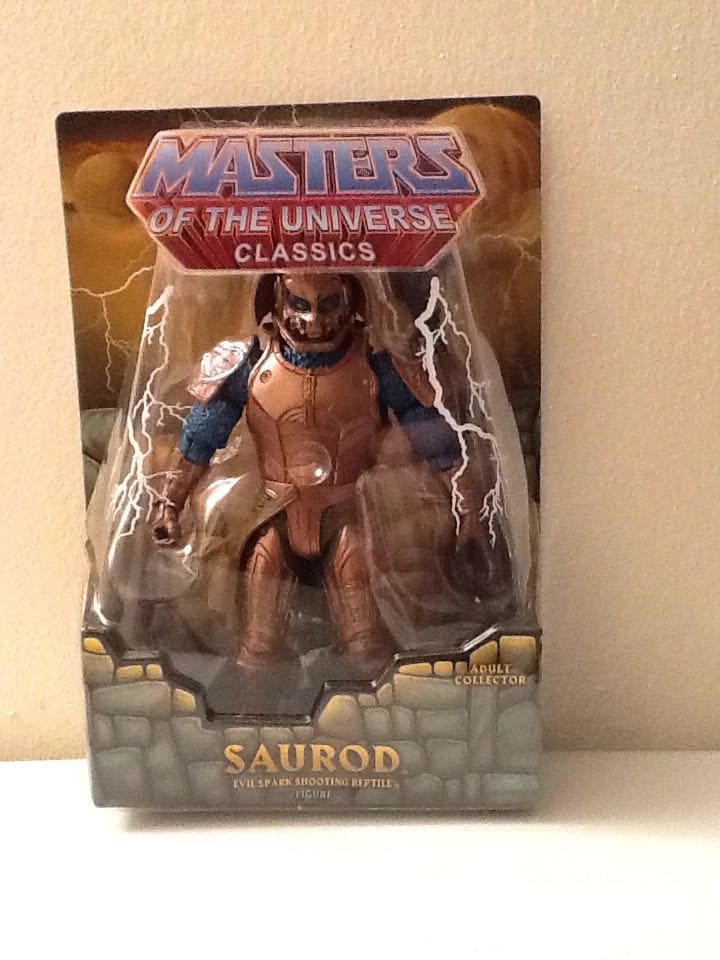 MASTERS
OF THE UNIVERSE
CLASSICS
ADULT
COLLECTOR
SAUROD
EVIL SPARK SHOOTING REPTILE
FIGURE